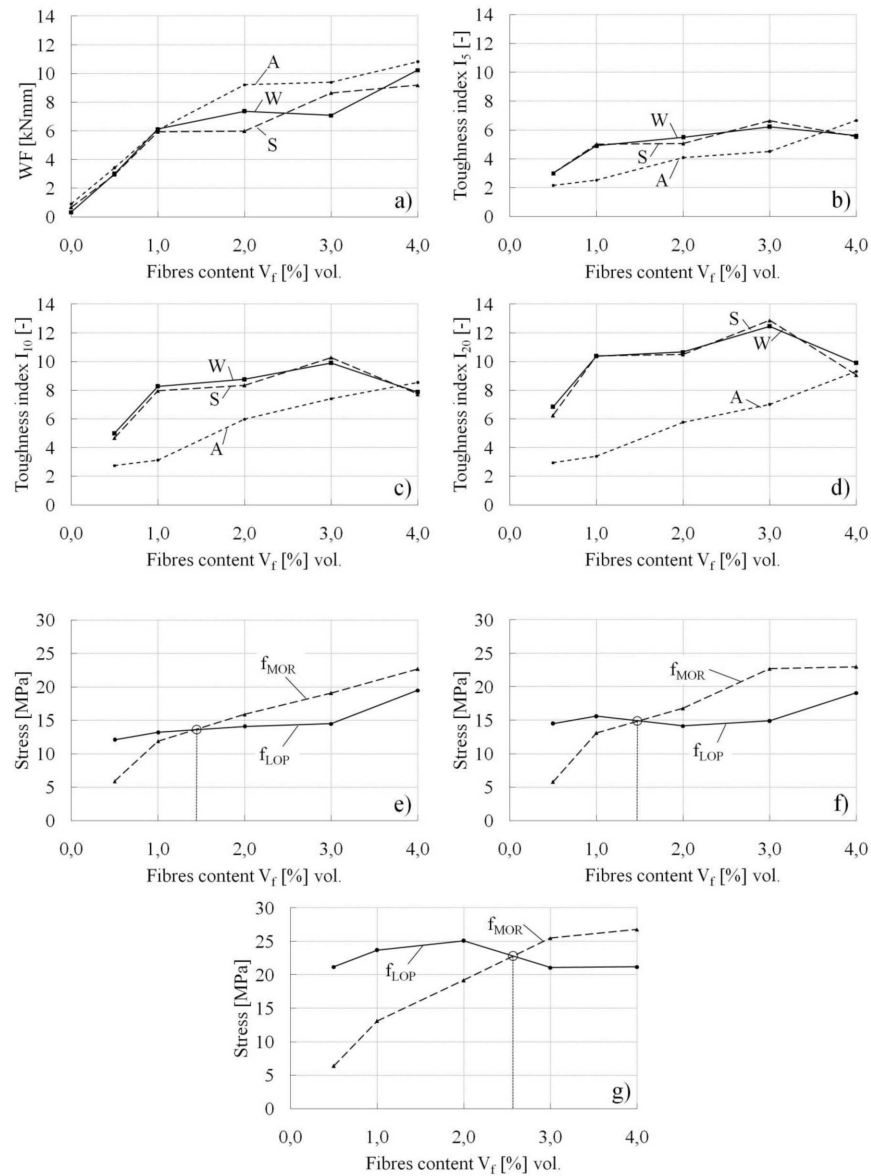 14
12
10
8
6
4
2
0
WF [kNmm]
A
W
S
a)
0,0 1,0 2,0 3,0 4,0
Fibres content V_f [%] vol.
14
12
10
8
6
4
2
0
Toughness index I_5 [-]
W
S
A
b)
0,0 1,0 2,0 3,0 4,0
Fibres content V_f [%] vol.
14
12
10
8
6
4
2
0
Toughness index I_10 [-]
W
S
A
c)
0,0 1,0 2,0 3,0 4,0
Fibres content V_f [%] vol.
14
12
10
8
6
4
2
0
Toughness index I_20 [-]
S
W
A
d)
0,0 1,0 2,0 3,0 4,0
Fibres content V_f [%] vol.
30
25
20
15
10
5
0
Stress [MPa]
f_MOR
f_LOP
e)
0,0 1,0 2,0 3,0 4,0
Fibres content V_f [%] vol.
30
25
20
15
10
5
0
Stress [MPa]
f_MOR
f_LOP
f)
0,0 1,0 2,0 3,0 4,0
Fibres content V_f [%] vol.
30
25
20
15
10
5
0
Stress [MPa]
f_MOR
f_LOP
g)
0,0 1,0 2,0 3,0 4,0
Fibres content V_f [%] vol.